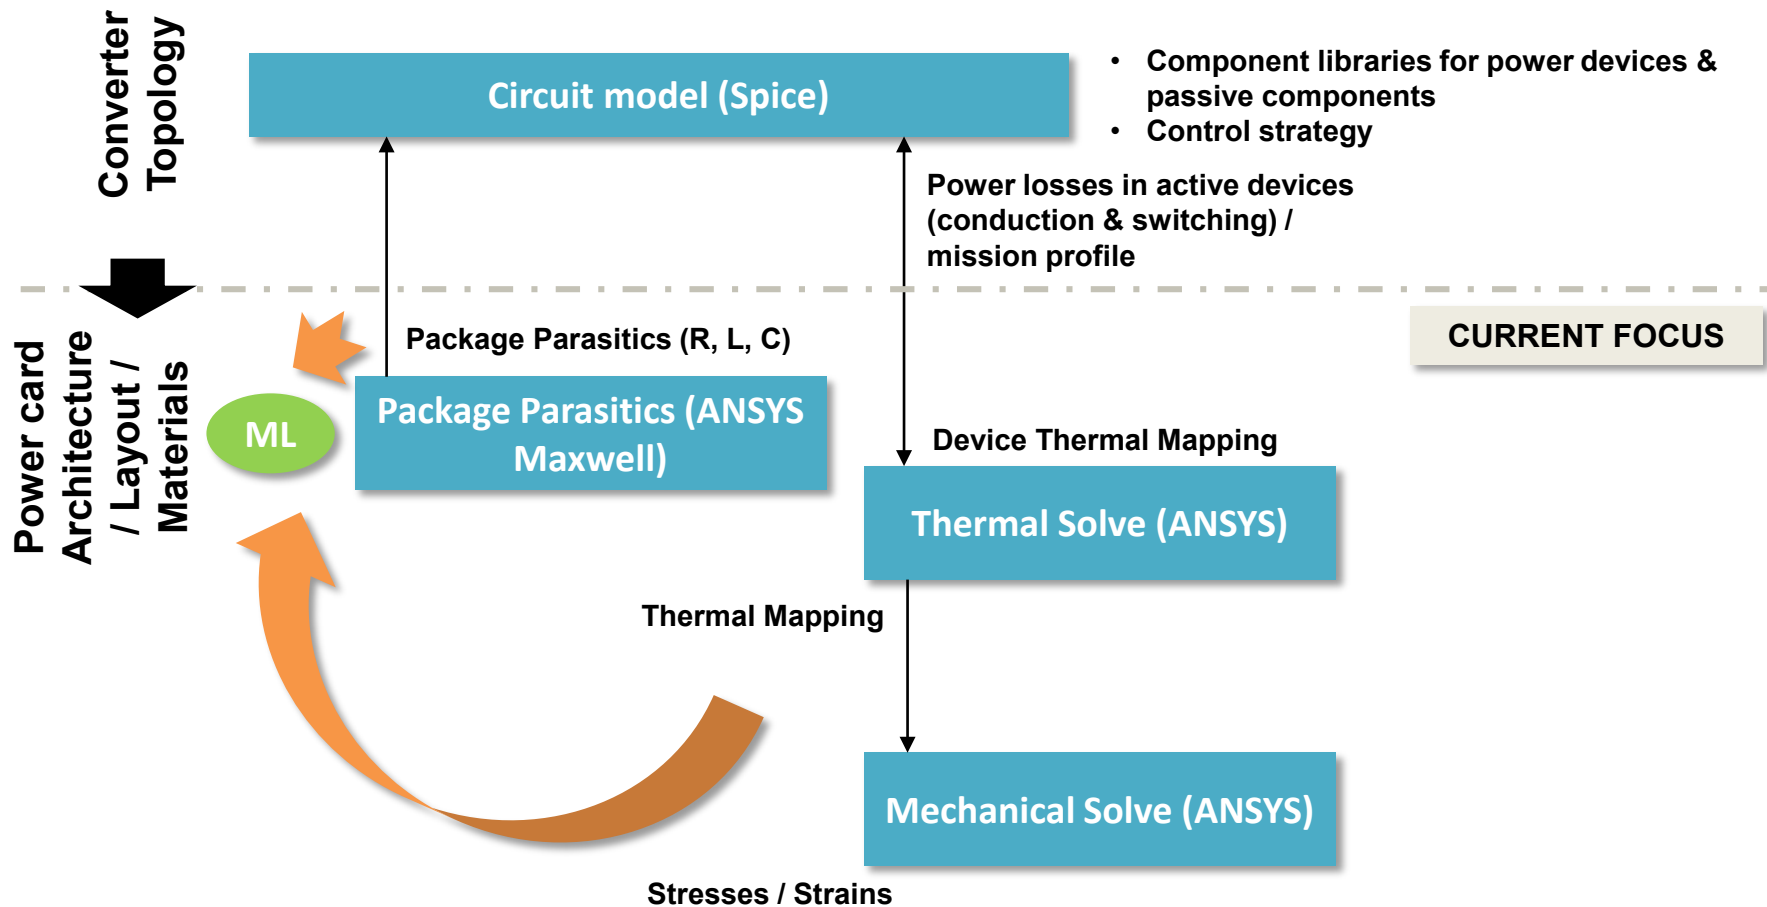 Converter
Topology
Circuit model (Spice)
• Component libraries for power devices &
passive components
• Control strategy
Power losses in active devices
(conduction & switching) /
mission profile
CURRENT FOCUS
Power card
Architecture
/ Layout /
Materials
Package Parasitics (R, L, C)
ML
Package Parasitics (ANSYS
Maxwell)
Device Thermal Mapping
Thermal Solve (ANSYS)
Thermal Mapping
Mechanical Solve (ANSYS)
Stresses / Strains